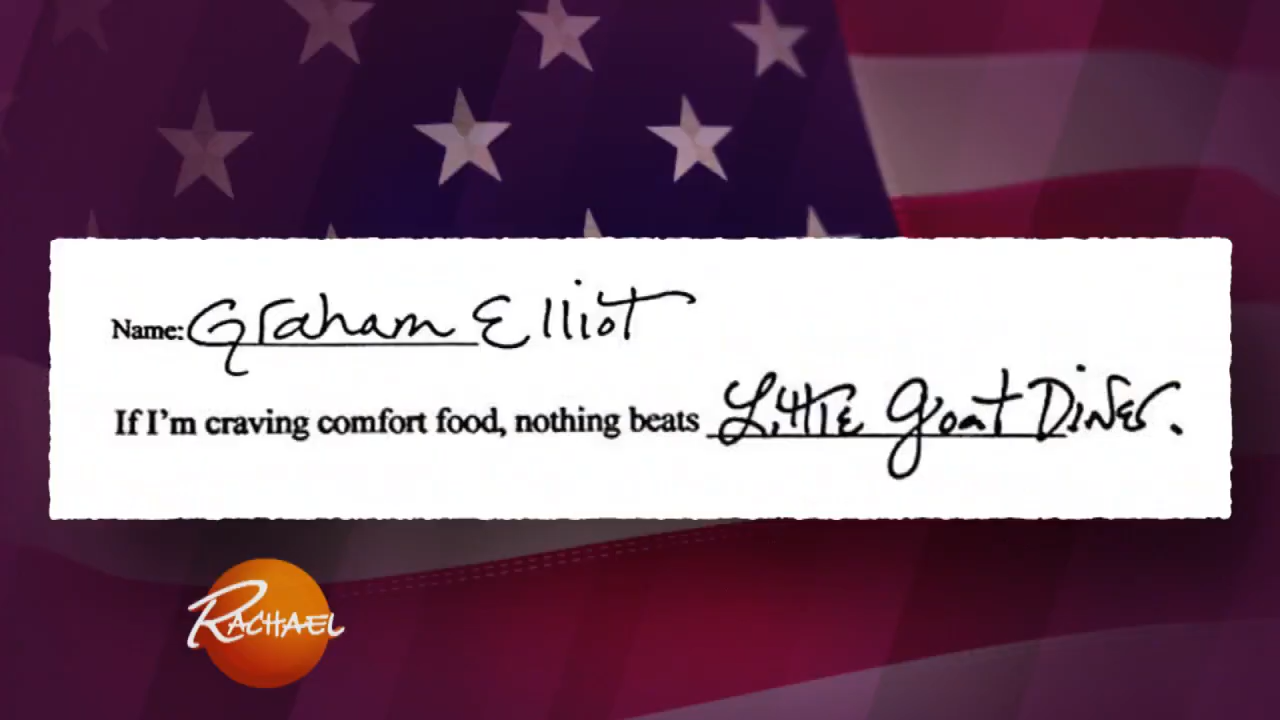 Name: Graham Elliot
If I'm craving comfort food, nothing beats Little Goat Diner.
RACHAEL